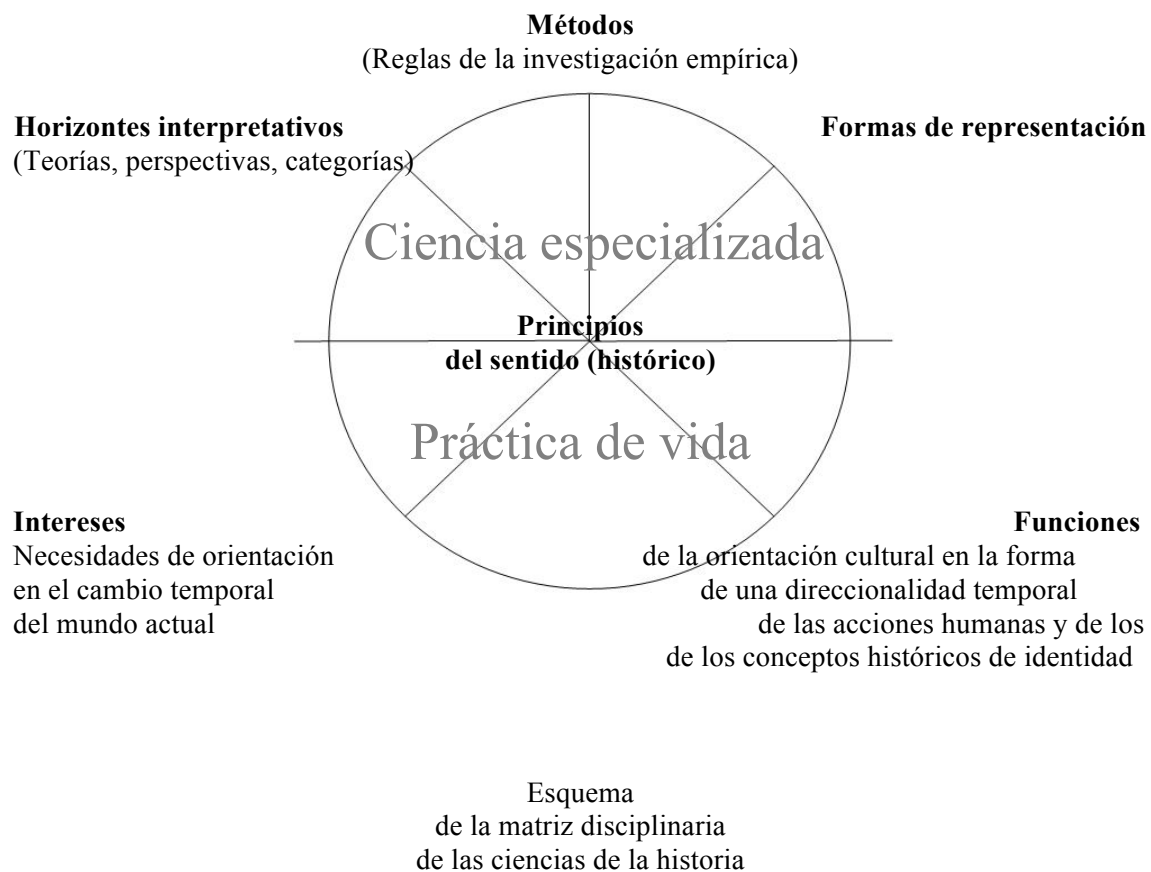 Métodos
(Reglas de la investigación empírica)
Horizontes interpretativos
(Teorías, perspectivas, categorías)
Formas de representación
Ciencia especializada
Principios
del sentido (histórico)
Práctica de vida
Intereses
Necesidades de orientación
en el cambio temporal
del mundo actual
Funciones
de la orientación cultural en la forma
de una direccionalidad temporal
de las acciones humanas y de los
de los conceptos históricos de identidad
Esquema
de la matriz disciplinaria
de las ciencias de la historia